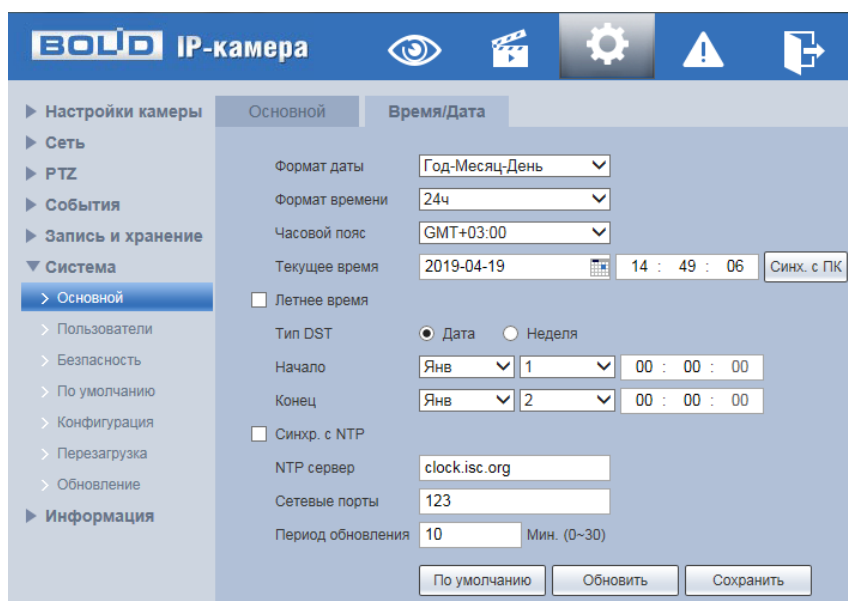 BOLID IP-камера
Настройки камеры
Сеть
PTZ
События
Запись и хранение
Система
Основной
Пользователи
Безпасность
По умолчанию
Конфигурация
Перезагрузка
Обновление
Информация
Основной Время/Дата
Формат даты Год-Месяц-День
Формат времени 24ч
Часовой пояс GMT+03:00
Текущее время 2019-04-19 14 : 49 : 06 Синх. с ПК
Летнее время
Тип DST Дата Неделя
Начало Янв 1 00 : 00 : 00
Конец Янв 2 00 : 00 : 00
Синхр. с NTP
NTP сервер clock.isc.org
Сетевые порты 123
Период обновления 10 Мин. (0~30)
По умолчанию Обновить Сохранить